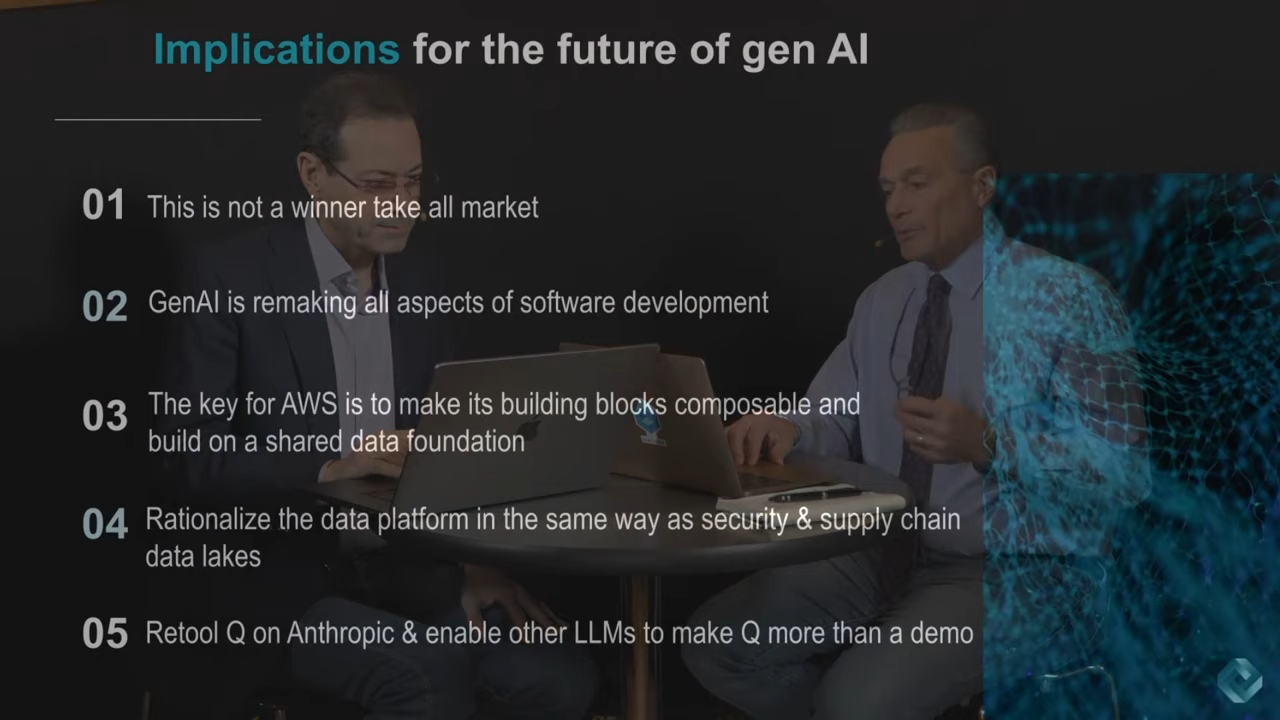 Implications for the future of gen AI
01 This is not a winner take all market
02 GenAI is remaking all aspects of software development
03 The key for AWS is to make its building blocks composable and
build on a shared data foundation
04 Rationalize the data platform in the same way as security & supply chain
data lakes
05 Retool Q on Anthropic & enable other LLMs to make Q more than a demo